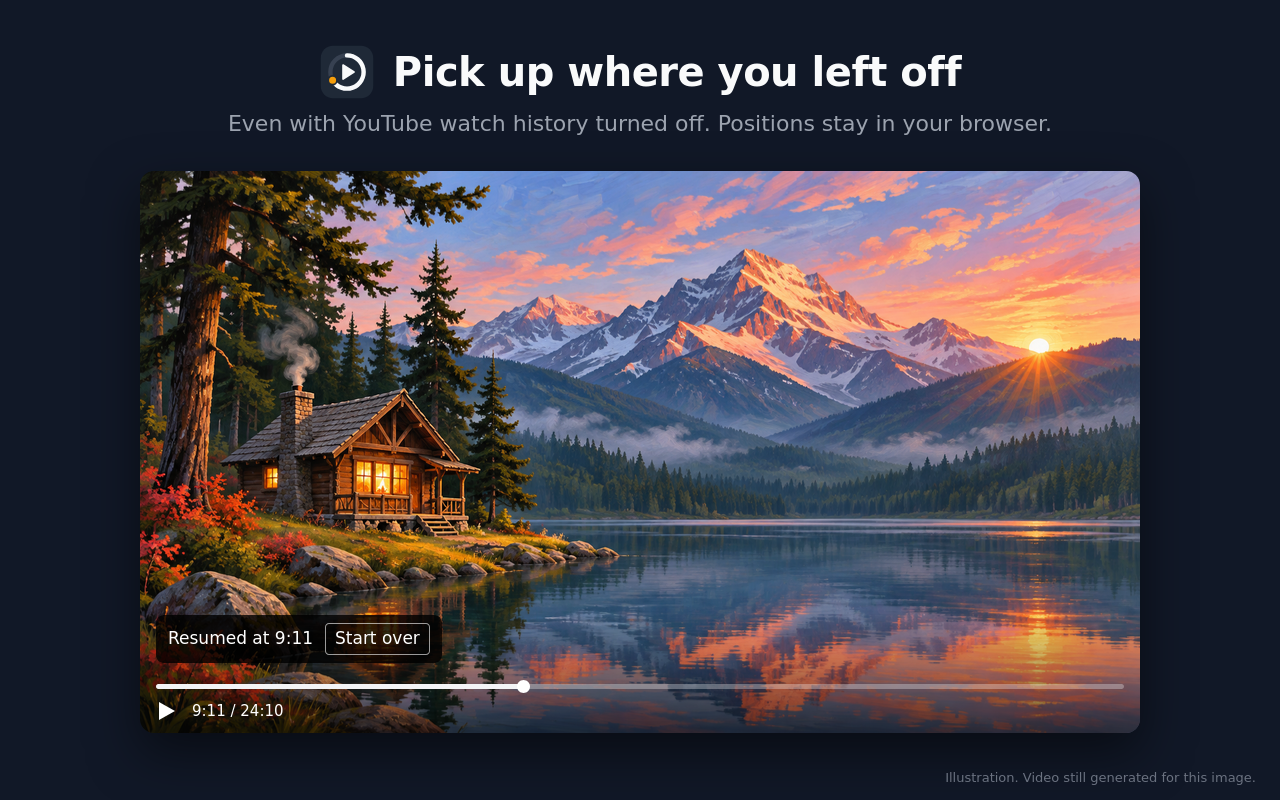 Pick up where you left off
Even with YouTube watch history turned off. Positions stay in your browser.
Resumed at 9:11
Start over
9:11 / 24:10
Illustration. Video still generated for this image.